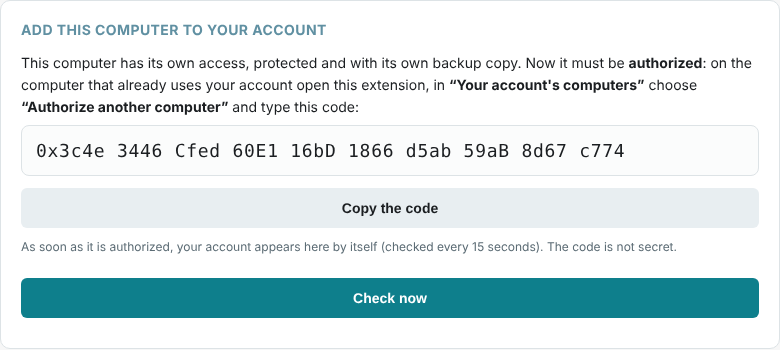 ADD THIS COMPUTER TO YOUR ACCOUNT
This computer has its own access, protected and with its own backup copy. Now it must be authorized: on the
computer that already uses your account open this extension, in “Your account's computers” choose
“Authorize another computer” and type this code:
0x3c4e 3446 Cfed 60E1 16bD 1866 d5ab 59aB 8d67 c774
Copy the code
As soon as it is authorized, your account appears here by itself (checked every 15 seconds). The code is not secret.
Check now